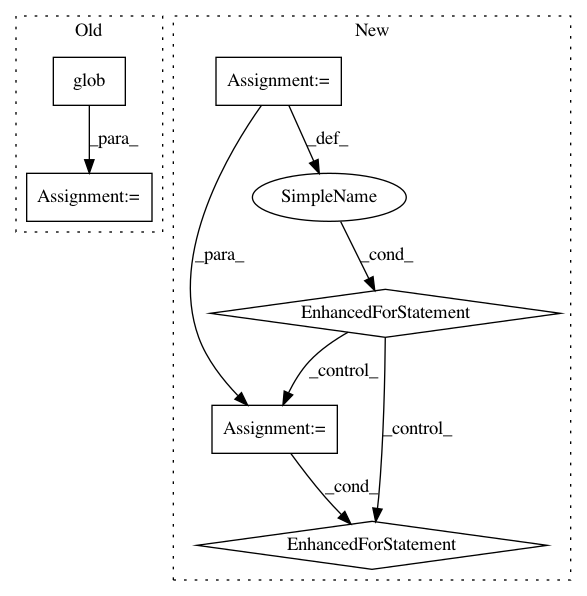 Old
New
glob
Assignment:=
_para_
_def_
Assignment:=
SimpleName
_para_
_cond_
EnhancedForStatement
_control_
_control_
Assignment:=
_cond_
EnhancedForStatement